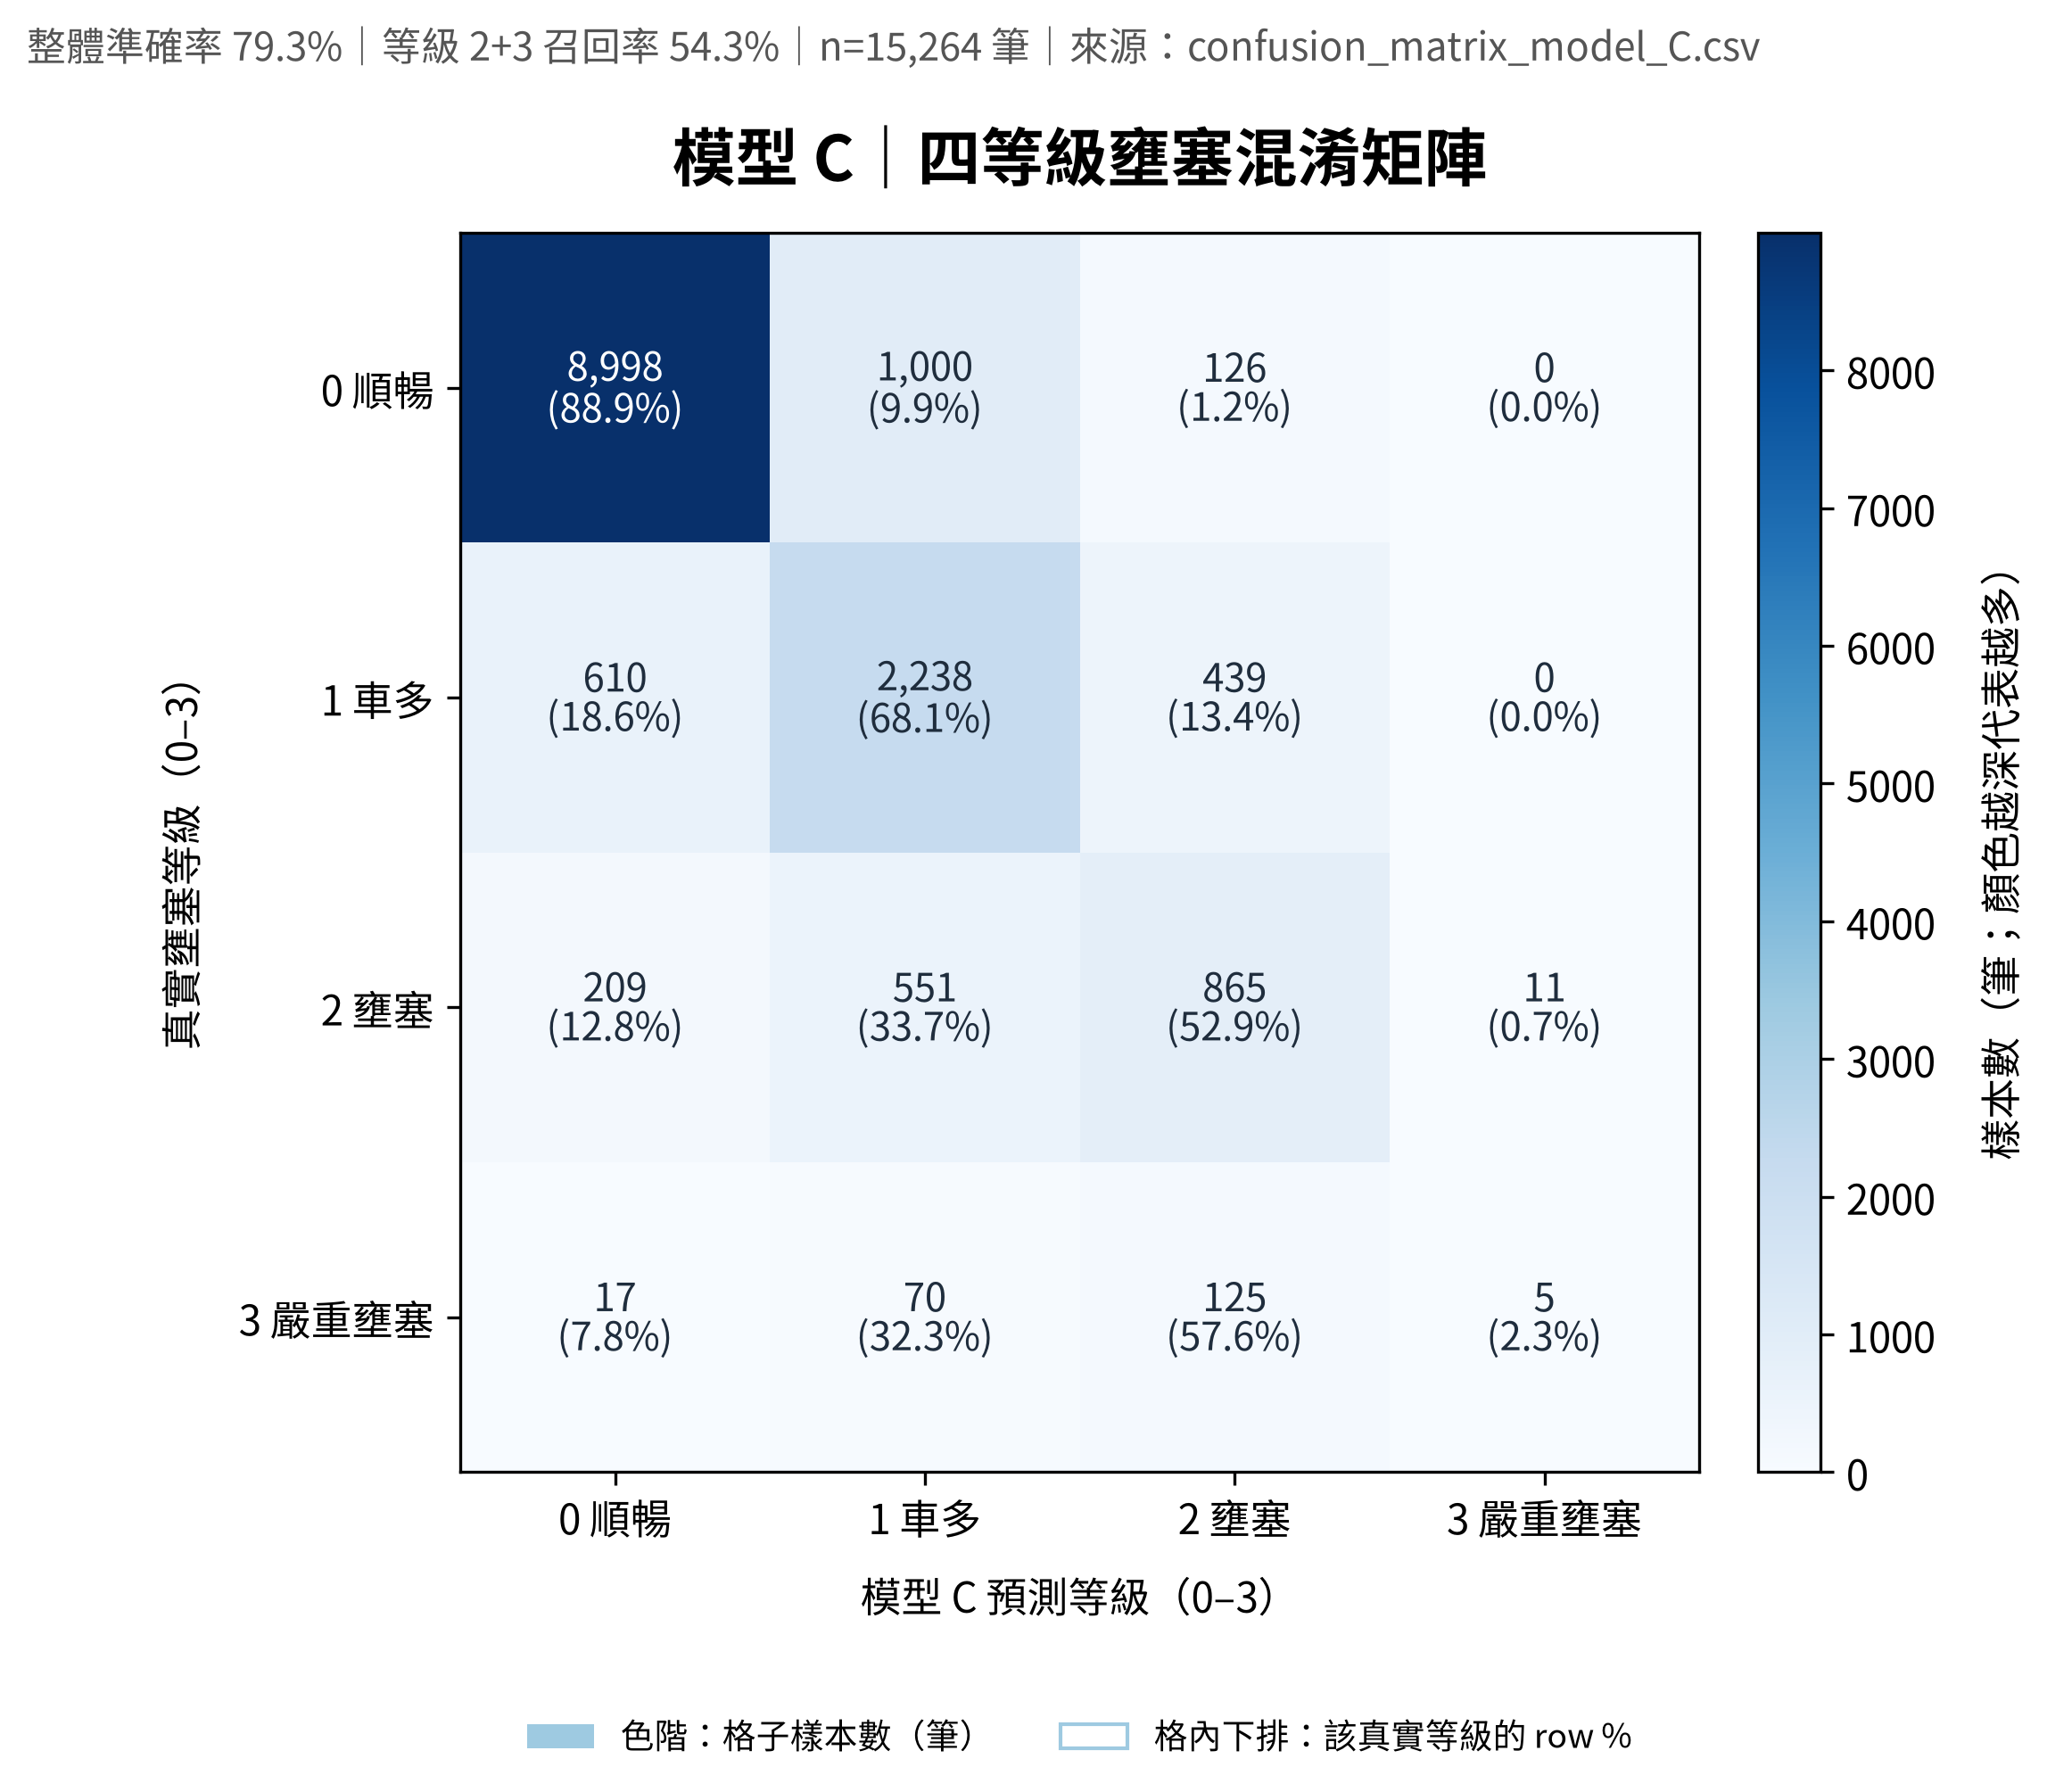 整體準確率 79.3%｜等級 2+3 召回率 54.3%｜n=15,264 筆｜來源：confusion_matrix_model_C.csv
模型 C｜四等級壅塞混淆矩陣
真實壅塞等級（0–3）
0 順暢
8,998
(88.9%)
1,000
(9.9%)
126
(1.2%)
0
(0.0%)
1 車多
610
(18.6%)
2,238
(68.1%)
439
(13.4%)
0
(0.0%)
2 壅塞
209
(12.8%)
551
(33.7%)
865
(52.9%)
11
(0.7%)
3 嚴重壅塞
17
(7.8%)
70
(32.3%)
125
(57.6%)
5
(2.3%)
0 順暢
1 車多
2 壅塞
3 嚴重壅塞
模型 C 預測等級（0–3）
8000
7000
6000
5000
4000
3000
2000
1000
0
樣本數（筆；顏色越深代表越多）
色階：格子樣本數（筆）
格內下排：該真實等級的 row %